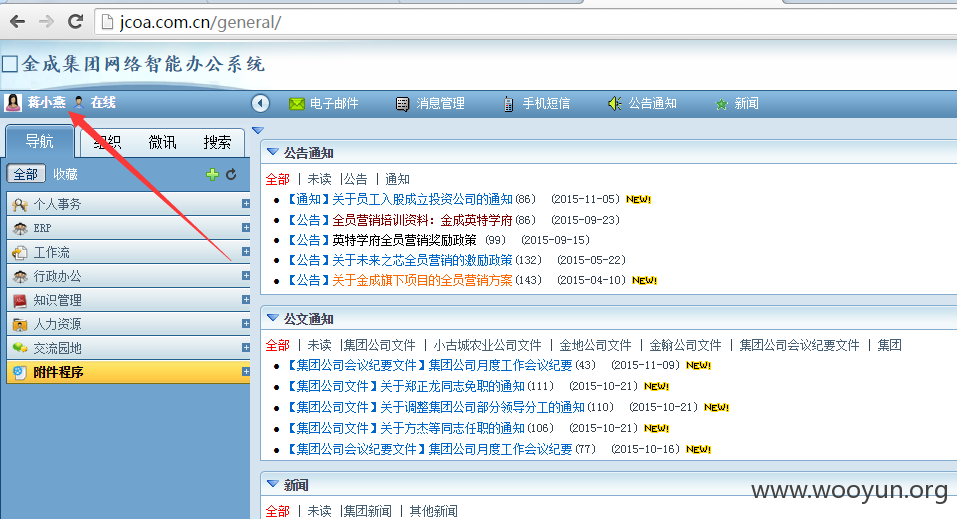 jcoa.com.cn/general/
金成集团网络智能办公系统
蒋小燕 在线 电子邮件 消息管理 手机短信 公告通知 新闻
导航 组织 微讯 搜索
全部 收藏
个人事务
ERP
工作流
行政办公
知识管理
人力资源
交流园地
附件程序
公告通知
全部 | 未读 |公告 | 通知
【通知】关于员工入股成立投资公司的通知(86) (2015-11-05) NEW!
【公告】全员营销培训资料：金成英特学府(86) (2015-09-23)
【公告】英特学府全员营销奖励政策 (99) (2015-09-15)
【公告】关于未来之芯全员营销的激励政策(132) (2015-05-22)
【公告】关于金成旗下项目的全员营销方案(143) (2015-04-10) NEW!
公文通知
全部 | 未读 |集团公司文件 | 小古城农业公司文件 | 金地公司文件 | 金翰公司文件 | 集团公司会议纪要文件 | 集团
【集团公司会议纪要文件】集团公司月度工作会议纪要(43) (2015-11-09) NEW!
【集团公司文件】关于郑正龙同志免职的通知(111) (2015-10-21) NEW!
【集团公司文件】关于调整集团公司部分领导分工的通知(110) (2015-10-21) NEW!
【集团公司文件】关于方杰等同志任职的通知(106) (2015-10-21) NEW!
【集团公司会议纪要文件】集团公司月度工作会议纪要(77) (2015-10-16) NEW!
新闻
全部 | 未读 |集团新闻 | 其他新闻
www.wooyun.org